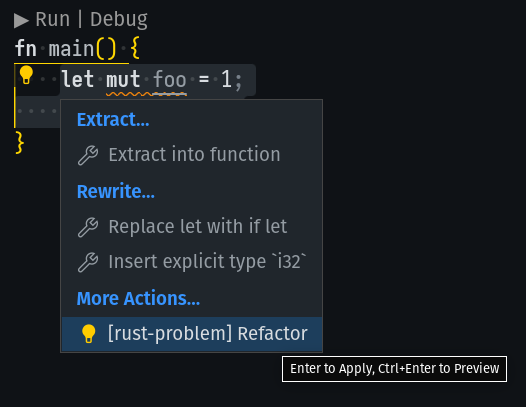 ▶ Run | Debug
fn main() {
let mut foo = 1;
Extract...
Extract into function
Rewrite...
Replace let with if let
Insert explicit type `i32`
More Actions...
[rust-problem] Refactor
Enter to Apply, Ctrl+Enter to Preview
}